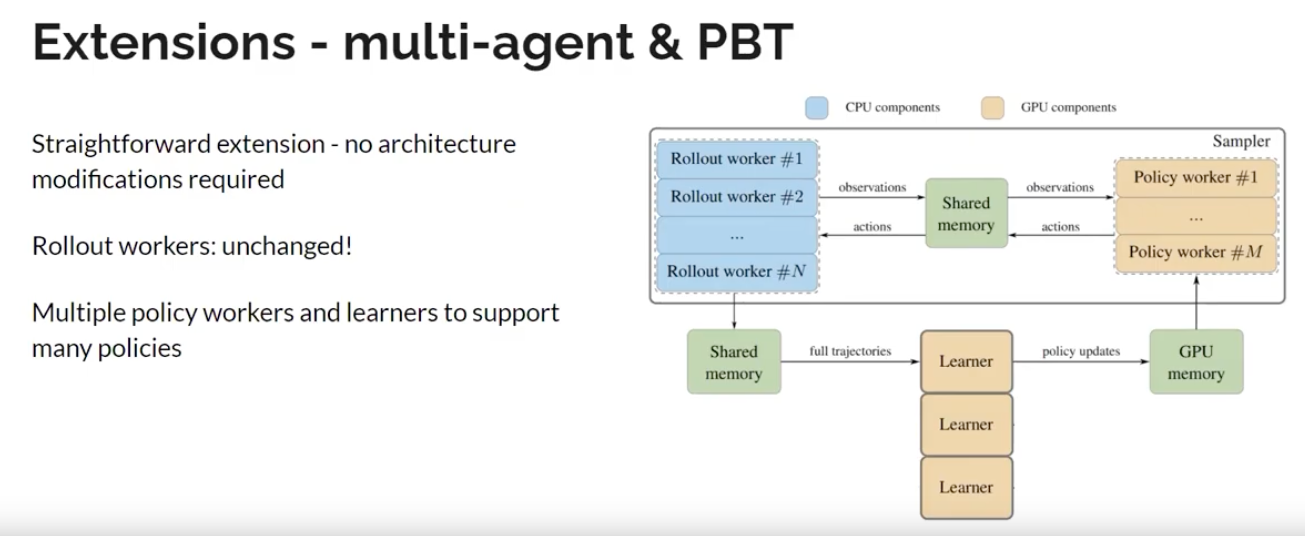 Extensions - multi-agent & PBT
Straightforward extension - no architecture
modifications required
Rollout workers: unchanged!
Multiple policy workers and learners to support
many policies
CPU components
GPU components
Sampler
Rollout worker #1
Rollout worker #2
...
Rollout worker #N
observations
actions
Shared
memory
observations
actions
Policy worker #1
...
Policy worker #M
Shared
memory
full trajectories
Learner
Learner
Learner
policy updates
GPU
memory